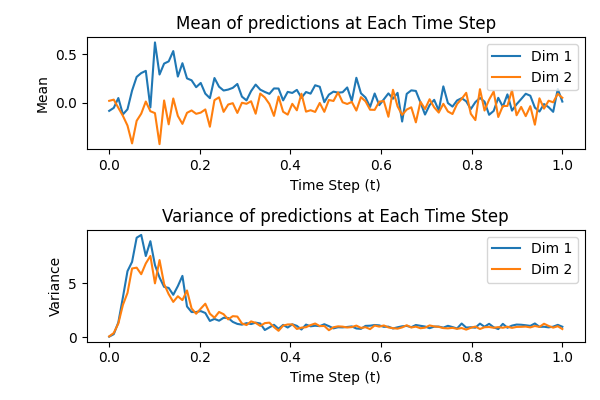 Mean of predictions at Each Time Step
Mean
0.5
0.0
Dim 1
Dim 2
0.0 0.2 0.4 0.6 0.8 1.0
Time Step (t)
Variance of predictions at Each Time Step
Variance
5
0
Dim 1
Dim 2
0.0 0.2 0.4 0.6 0.8 1.0
Time Step (t)